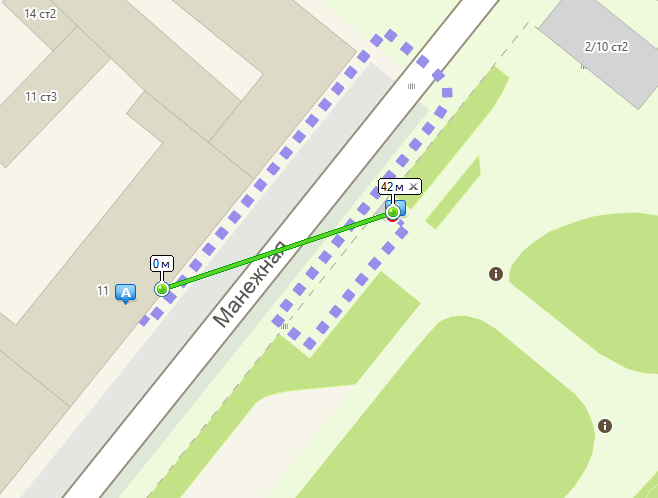 14 ст2
2/10 ст2
11 ст3
42 м
0 м
11
А
Манежная